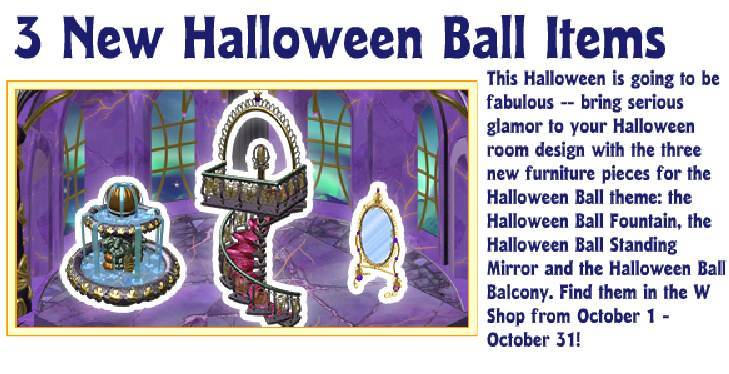 3 New Halloween Ball Items
This Halloween is going to be
fabulous -- bring serious
glamor to your Halloween
room design with the three
new furniture pieces for the
Halloween Ball theme: the
Halloween Ball Fountain, the
Halloween Ball Standing
Mirror and the Halloween Ball
Balcony. Find them in the W
Shop from October 1 -
October 31!